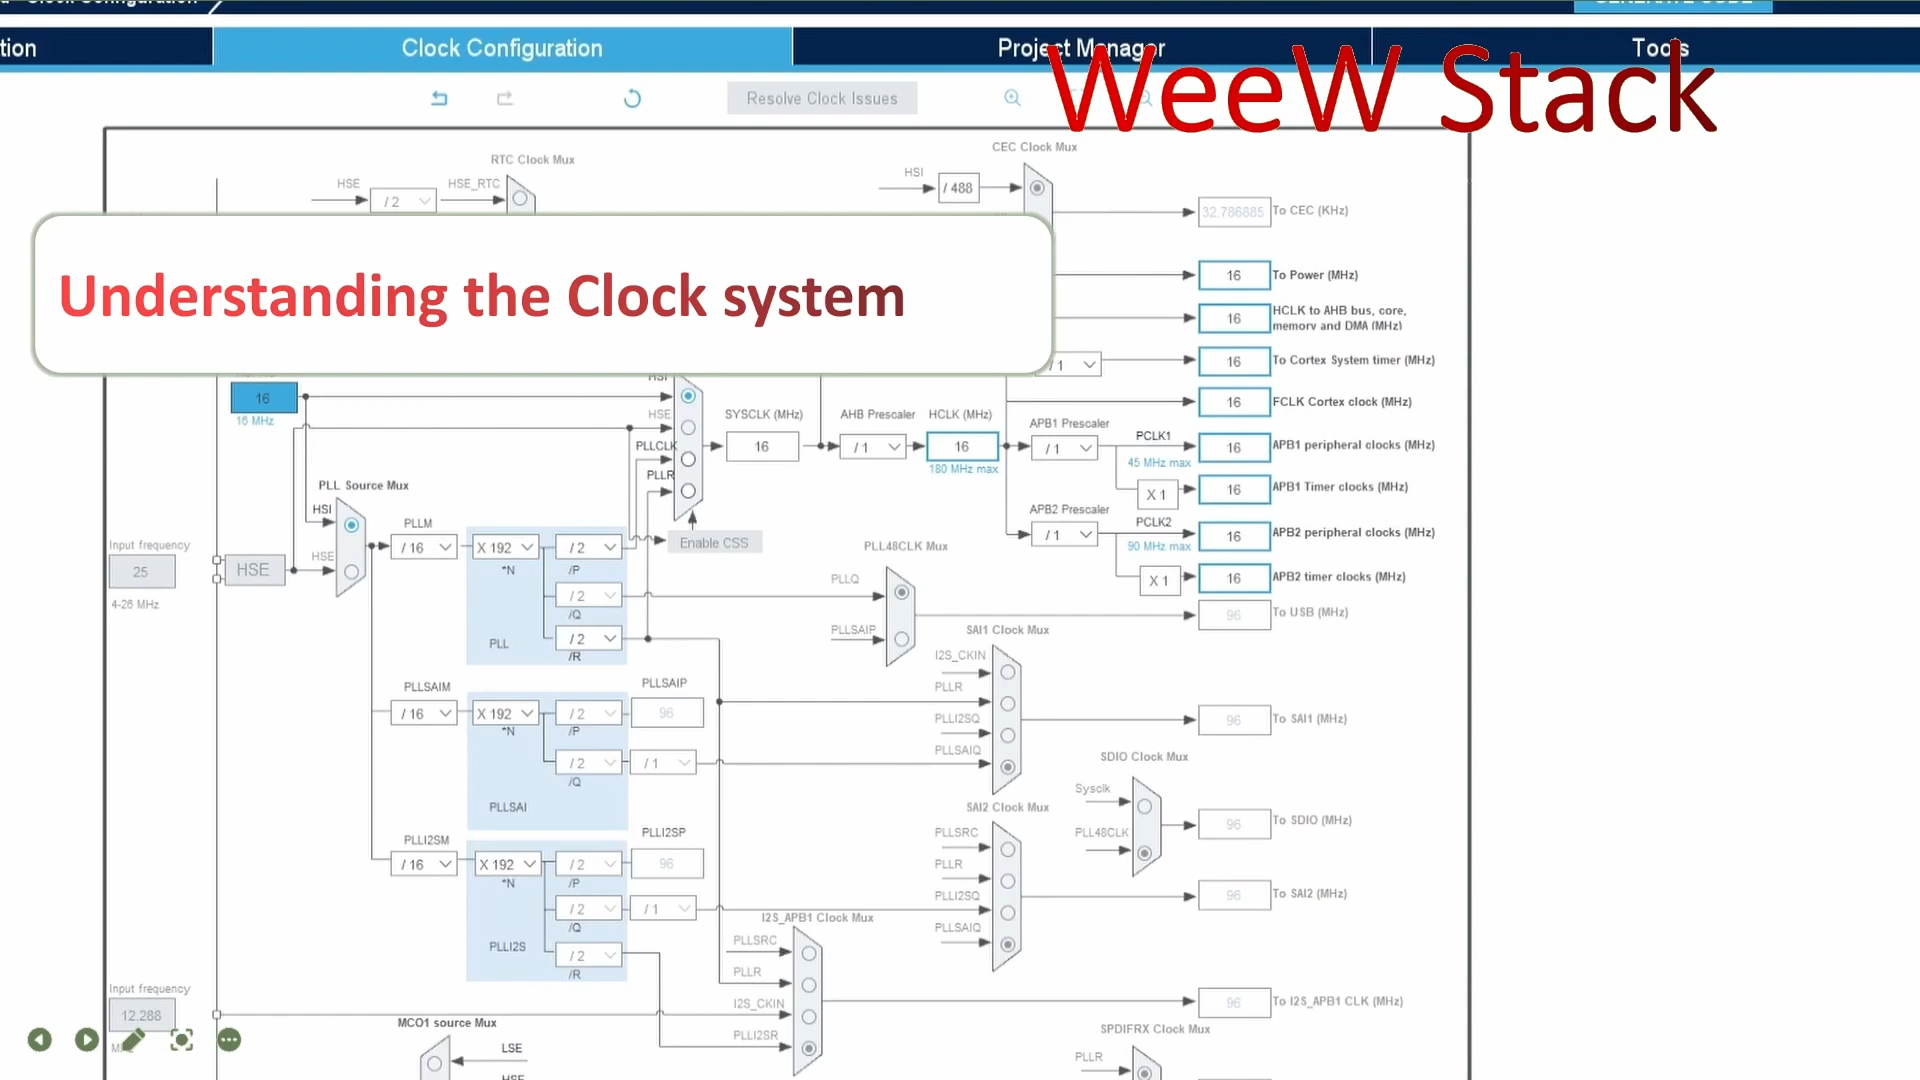 Clock Configuration
tion
Clock Configuration
Project Manager
Tools
WeeW Stack
Resolve Clock Issues
RTC Clock Mux
CEC Clock Mux
HSE
/ 2
HSE_RTC
HSI
/ 488
32.786885
To CEC (KHz)
Understanding the Clock system
16
To Power (MHz)
16
HCLK to AHB bus, core,
memory and DMA (MHz)
/ 1
16
To Cortex System timer (MHz)
16
16 MHz
HSI
HSE
PLLCLK
PLLR
SYSCLK (MHz)
16
AHB Prescaler
/ 1
HCLK (MHz)
16
180 MHz max
16
FCLK Cortex clock (MHz)
APB1 Prescaler
/ 1
PCLK1
45 MHz max
16
APB1 peripheral clocks (MHz)
X 1
16
APB1 Timer clocks (MHz)
APB2 Prescaler
/ 1
PCLK2
90 MHz max
16
APB2 peripheral clocks (MHz)
X 1
16
APB2 timer clocks (MHz)
Enable CSS
PLL Source Mux
HSI
HSE
Input frequency
25
4-26 MHz
HSE
PLLM
/ 16
X 192
*N
/ 2
/P
/ 2
/Q
/ 2
/R
PLL
PLL48CLK Mux
PLLQ
PLLSAIP
96
To USB (MHz)
PLLSAIM
/ 16
X 192
*N
/ 2
/P
PLLSAIP
96
/ 2
/Q
/ 1
PLLSAI
SAI1 Clock Mux
I2S_CKIN
PLLR
PLLI2SQ
PLLSAIQ
96
To SAI1 (MHz)
SDIO Clock Mux
Sysclk
PLL48CLK
96
To SDIO (MHz)
PLLI2SM
/ 16
X 192
*N
/ 2
/P
PLLI2SP
96
/ 2
/Q
/ 1
/ 2
/R
PLLI2S
SAI2 Clock Mux
PLLSRC
PLLR
PLLI2SQ
PLLSAIQ
96
To SAI2 (MHz)
I2S_APB1 Clock Mux
PLLSRC
PLLR
I2S_CKIN
PLLI2SR
96
To I2S_APB1 CLK (MHz)
Input frequency
12.288
MCO1 source Mux
LSE
HSE
SPDIFRX Clock Mux
PLLR